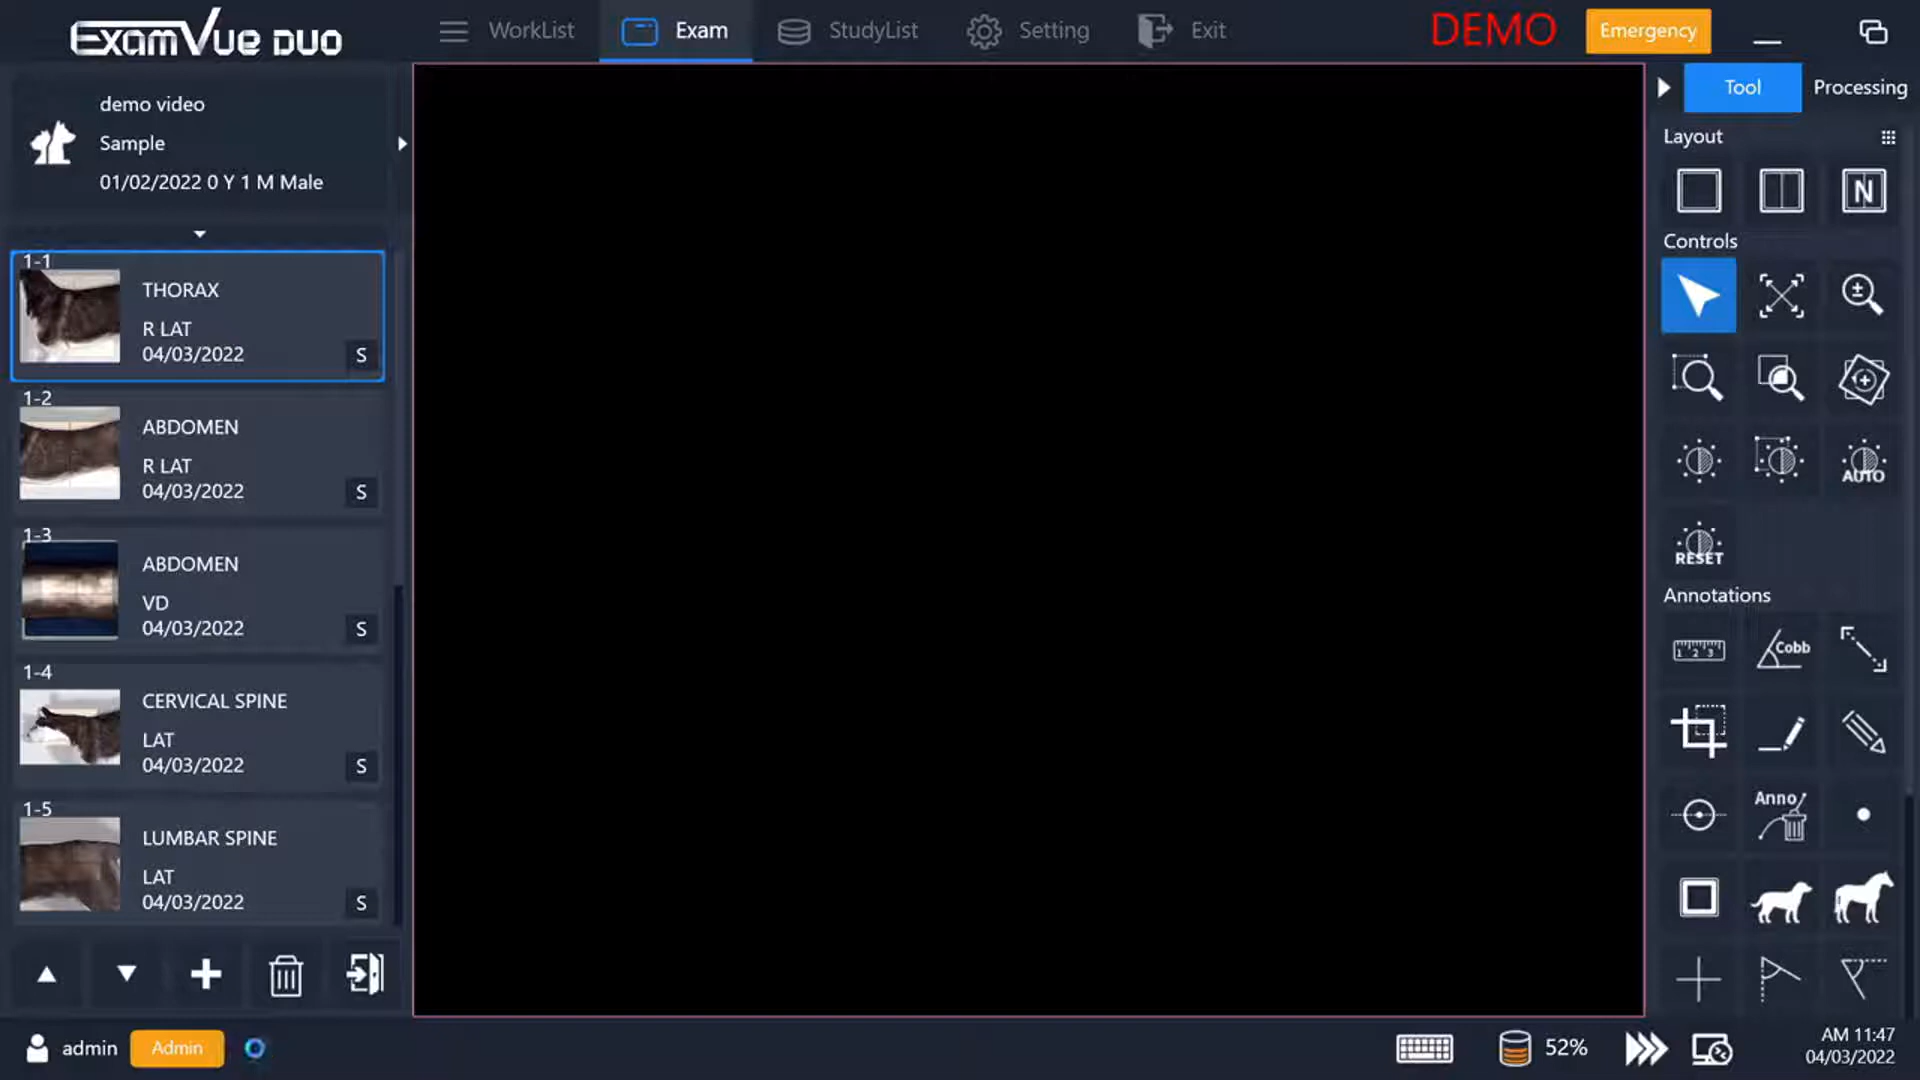 ExamVue DUO
WorkList
Exam
StudyList
Setting
Exit
DEMO
Emergency
demo video
Sample
01/02/2022 0 Y 1 M Male
1-1
THORAX
R LAT
04/03/2022
S
1-2
ABDOMEN
R LAT
04/03/2022
S
1-3
ABDOMEN
VD
04/03/2022
S
1-4
CERVICAL SPINE
LAT
04/03/2022
S
1-5
LUMBAR SPINE
LAT
04/03/2022
S
Tool
Processing
Layout
N
Controls
AUTO
RESET
Annotations
1 2 3
Cobb
Anno
admin
Admin
52%
AM 11:47
04/03/2022